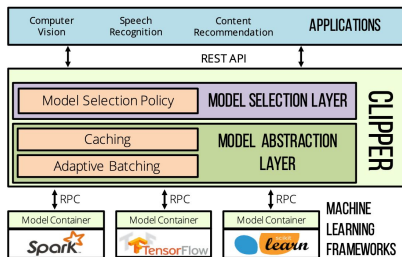 Computer Vision
Speech Recognition
Content Recommendation
APPLICATIONS
REST API
Model Selection Policy
MODEL SELECTION LAYER
Caching
Adaptive Batching
MODEL ABSTRACTION LAYER
CLIPPER
RPC
RPC
RPC
Model Container
Model Container
Model Container
Spark
TensorFlow
learn
MACHINE
LEARNING
FRAMEWORKS